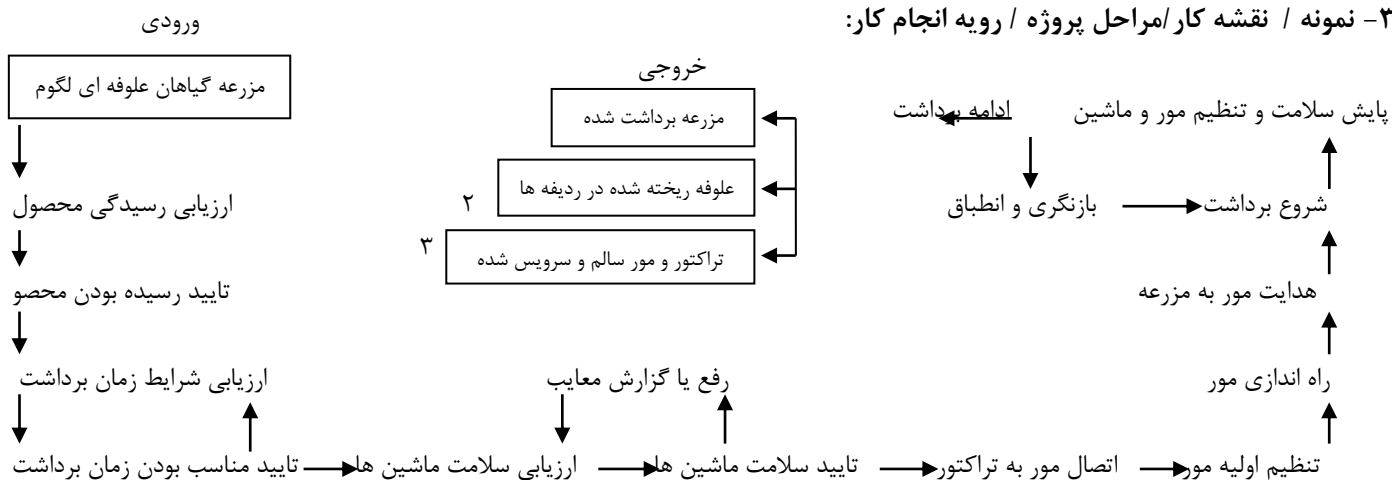 ۳- نمونه / نقشه کار/مراحل پروژه / رویه انجام کار:
ورودی
مزرعه گیاهان علوفه ای لگوم
ارزیابی رسیدگی محصول
تایید رسیده بودن محصو
ارزیابی شرایط زمان برداشت
تایید مناسب بودن زمان برداشت
ارزیابی سلامت ماشین ها
رفع یا گزارش معایب
تایید سلامت ماشین ها
اتصال مور به تراکتور
تنظیم اولیه مور
راه اندازی مور
هدایت مور به مزرعه
شروع برداشت
پایش سلامت و تنظیم مور و ماشین
ادامه برداشت
بازنگری و انطباق
خروجی
مزرعه برداشت شده
علوفه ریخته شده در ردیفه ها
۲
تراکتور و مور سالم و سرویس شده
۳